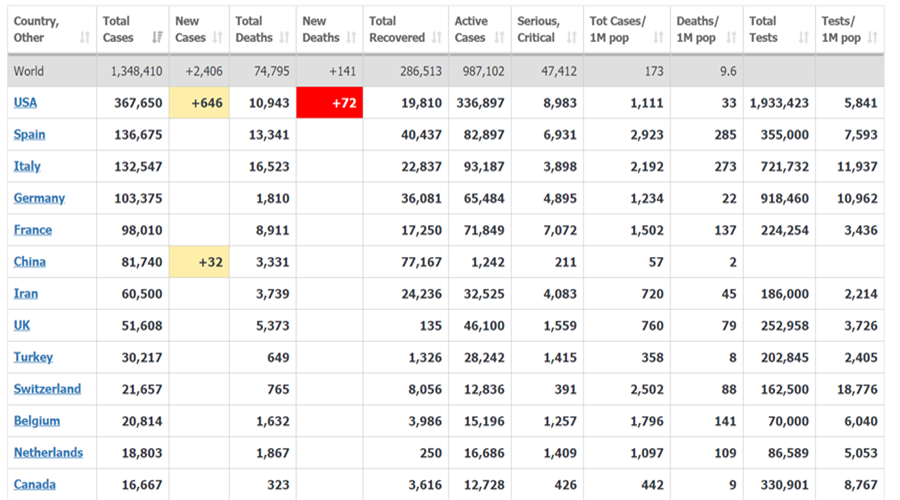 Country, Other Total Cases New Cases Total Deaths New Deaths Total Recovered Active Cases Serious, Critical Tot Cases/ 1M pop Deaths/ 1M pop Total Tests Tests/ 1M pop
World 1,348,410 +2,406 74,795 +141 286,513 987,102 47,412 173 9.6
USA 367,650 +646 10,943 +72 19,810 336,897 8,983 1,111 33 1,933,423 5,841
Spain 136,675 13,341 40,437 82,897 6,931 2,923 285 355,000 7,593
Italy 132,547 16,523 22,837 93,187 3,898 2,192 273 721,732 11,937
Germany 103,375 1,810 36,081 65,484 4,895 1,234 22 918,460 10,962
France 98,010 8,911 17,250 71,849 7,072 1,502 137 224,254 3,436
China 81,740 +32 3,331 77,167 1,242 211 57 2
Iran 60,500 3,739 24,236 32,525 4,083 720 45 186,000 2,214
UK 51,608 5,373 135 46,100 1,559 760 79 252,958 3,726
Turkey 30,217 649 1,326 28,242 1,415 358 8 202,845 2,405
Switzerland 21,657 765 8,056 12,836 391 2,502 88 162,500 18,776
Belgium 20,814 1,632 3,986 15,196 1,257 1,796 141 70,000 6,040
Netherlands 18,803 1,867 250 16,686 1,409 1,097 109 86,589 5,053
Canada 16,667 323 3,616 12,728 426 442 9 330,901 8,767